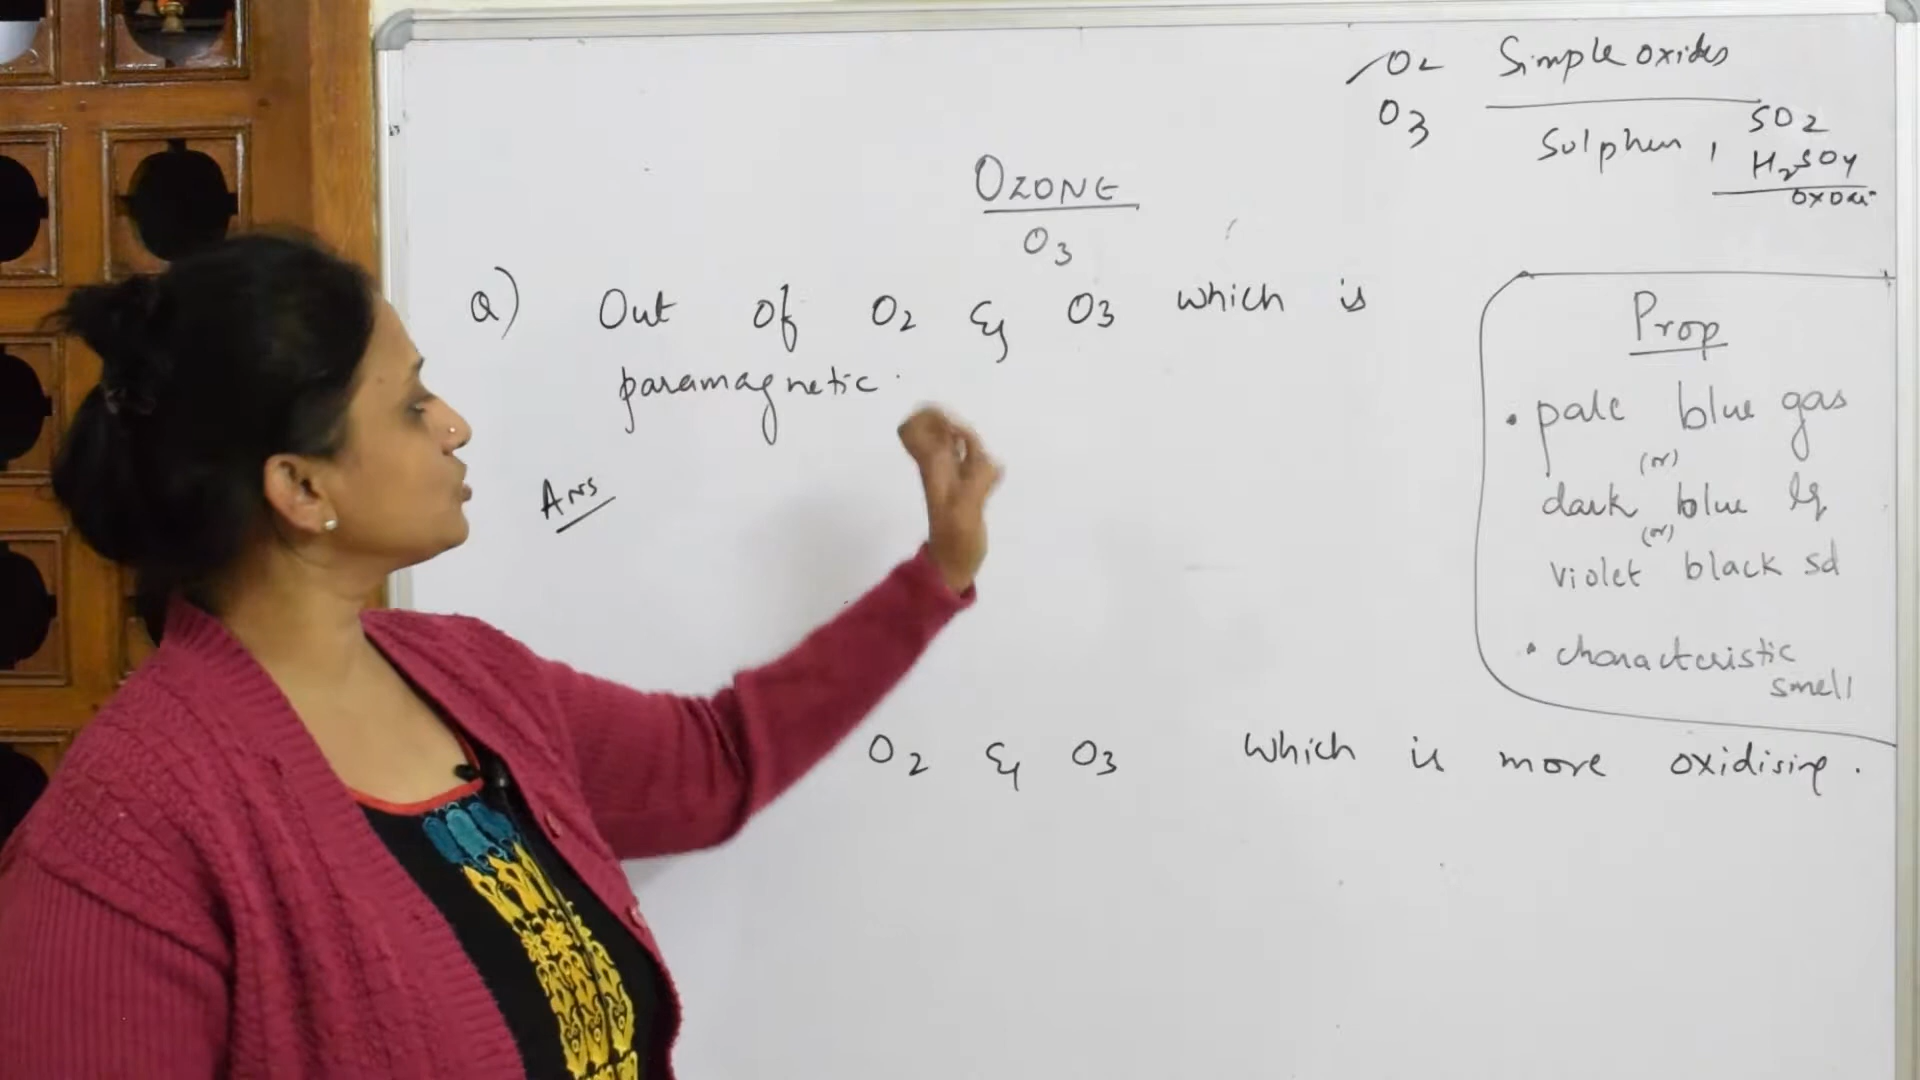 O2 Simple oxides
O3 Sulphur, SO2
H2SO4
OZONE
O3
Q) Out of O2 & O3 which is
paramagnetic.
Ans
Prop
• pale blue gas
(or)
dark blue lq
(or)
violet black sd
• characteristic
smell
O2 & O3 which is more oxidising.